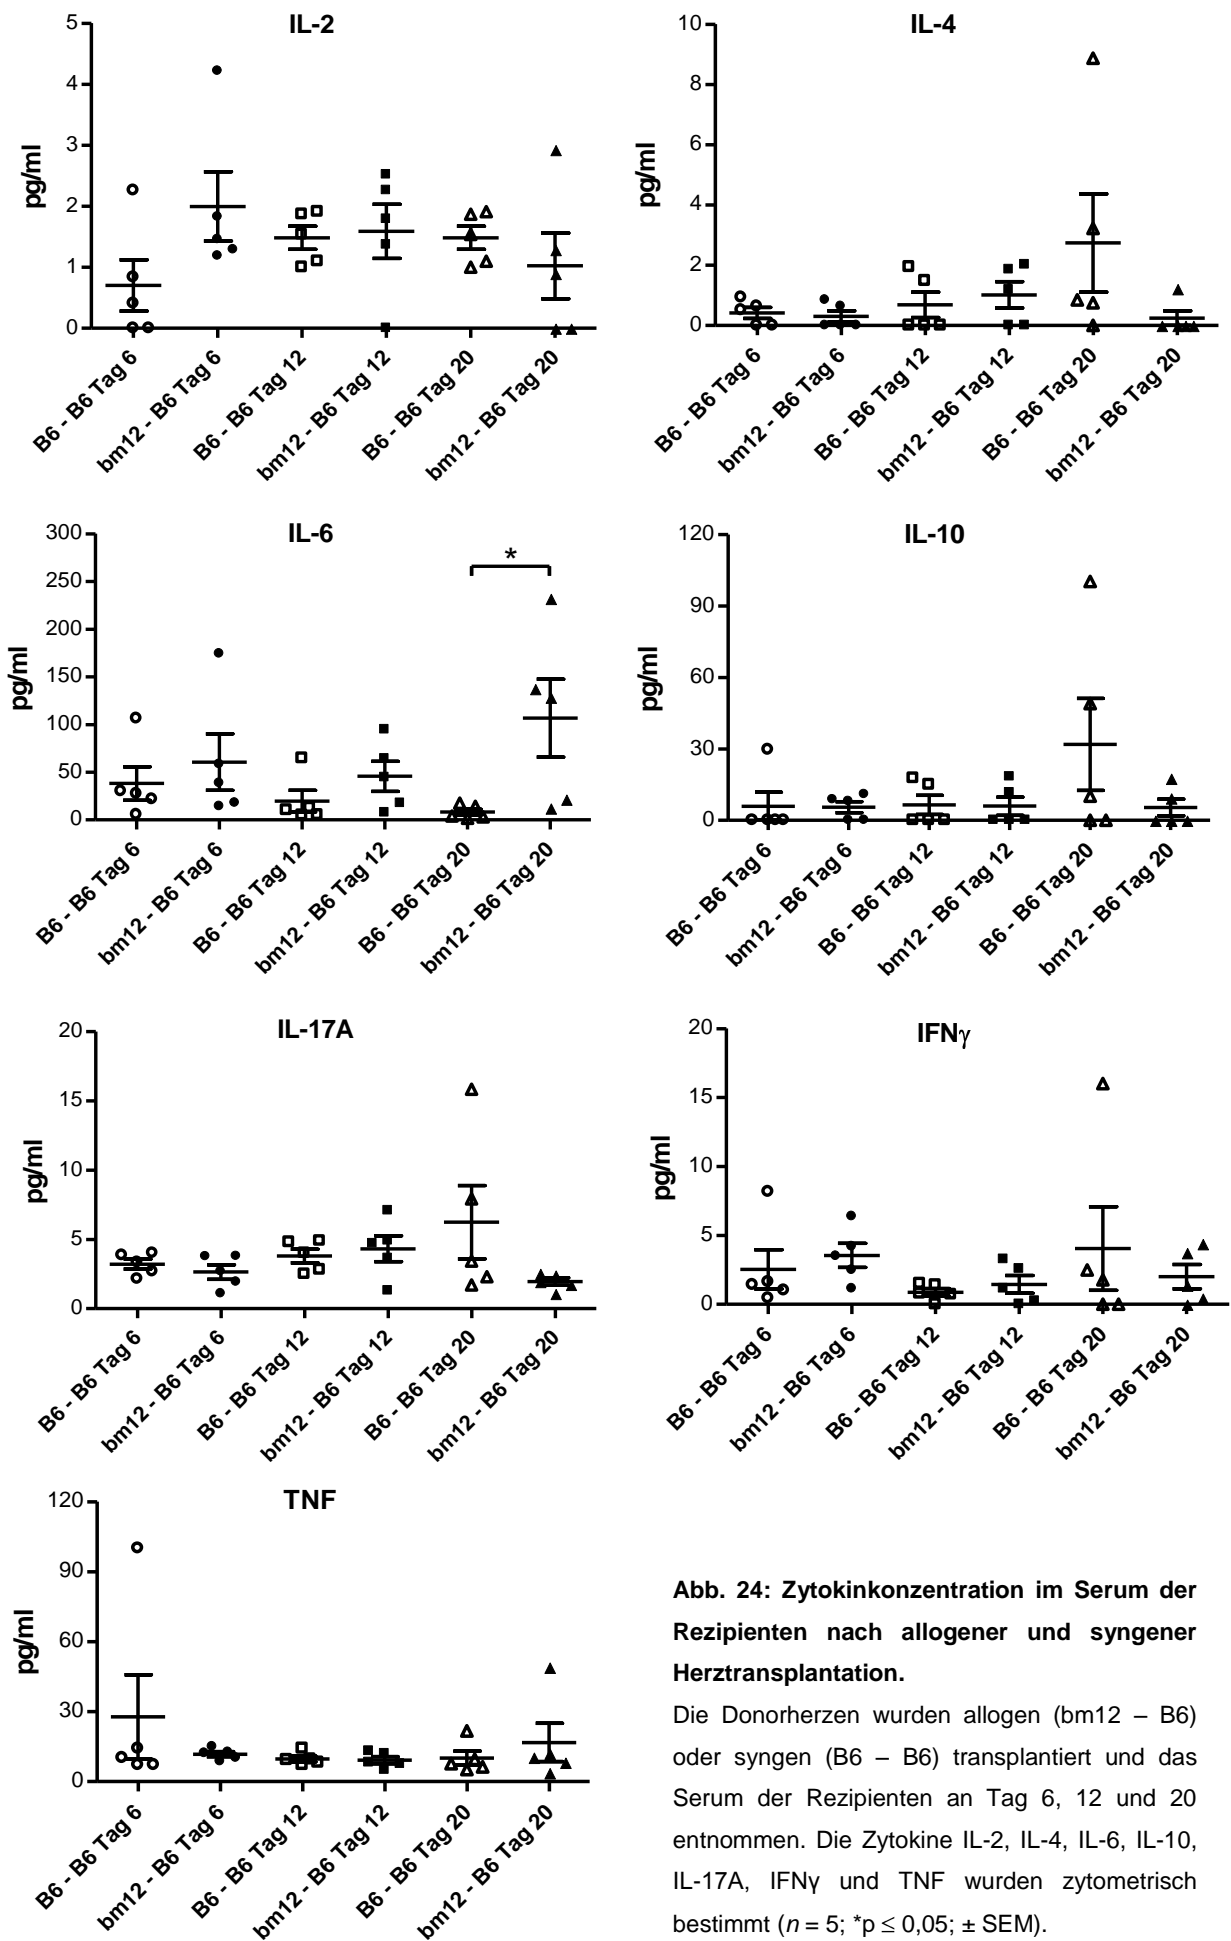 IL-2
pg/ml
5
4
3
2
1
0
B6 - B6 Tag 6
bm12 - B6 Tag 6
B6 - B6 Tag 12
bm12 - B6 Tag 12
B6 - B6 Tag 20
bm12 - B6 Tag 20
IL-4
pg/ml
10
8
6
4
2
0
B6 - B6 Tag 6
bm12 - B6 Tag 6
B6 - B6 Tag 12
bm12 - B6 Tag 12
B6 - B6 Tag 20
bm12 - B6 Tag 20
IL-6
pg/ml
300
250
200
150
100
50
0
*
B6 - B6 Tag 6
bm12 - B6 Tag 6
B6 - B6 Tag 12
bm12 - B6 Tag 12
B6 - B6 Tag 20
bm12 - B6 Tag 20
IL-10
pg/ml
120
90
60
30
0
B6 - B6 Tag 6
bm12 - B6 Tag 6
B6 - B6 Tag 12
bm12 - B6 Tag 12
B6 - B6 Tag 20
bm12 - B6 Tag 20
IL-17A
pg/ml
20
15
10
5
0
B6 - B6 Tag 6
bm12 - B6 Tag 6
B6 - B6 Tag 12
bm12 - B6 Tag 12
B6 - B6 Tag 20
bm12 - B6 Tag 20
IFNγ
pg/ml
20
15
10
5
0
B6 - B6 Tag 6
bm12 - B6 Tag 6
B6 - B6 Tag 12
bm12 - B6 Tag 12
B6 - B6 Tag 20
bm12 - B6 Tag 20
TNF
pg/ml
120
90
60
30
0
B6 - B6 Tag 6
bm12 - B6 Tag 6
B6 - B6 Tag 12
bm12 - B6 Tag 12
B6 - B6 Tag 20
bm12 - B6 Tag 20
Abb. 24: Zytokinkonzentration im Serum der
Rezipienten nach allogener und syngener
Herztransplantation.
Die Donorherzen wurden allogen (bm12 – B6)
oder syngen (B6 – B6) transplantiert und das
Serum der Rezipienten an Tag 6, 12 und 20
entnommen. Die Zytokine IL-2, IL-4, IL-6, IL-10,
IL-17A, IFNγ und TNF wurden zytometrisch
bestimmt (n = 5; *p ≤ 0,05; ± SEM).